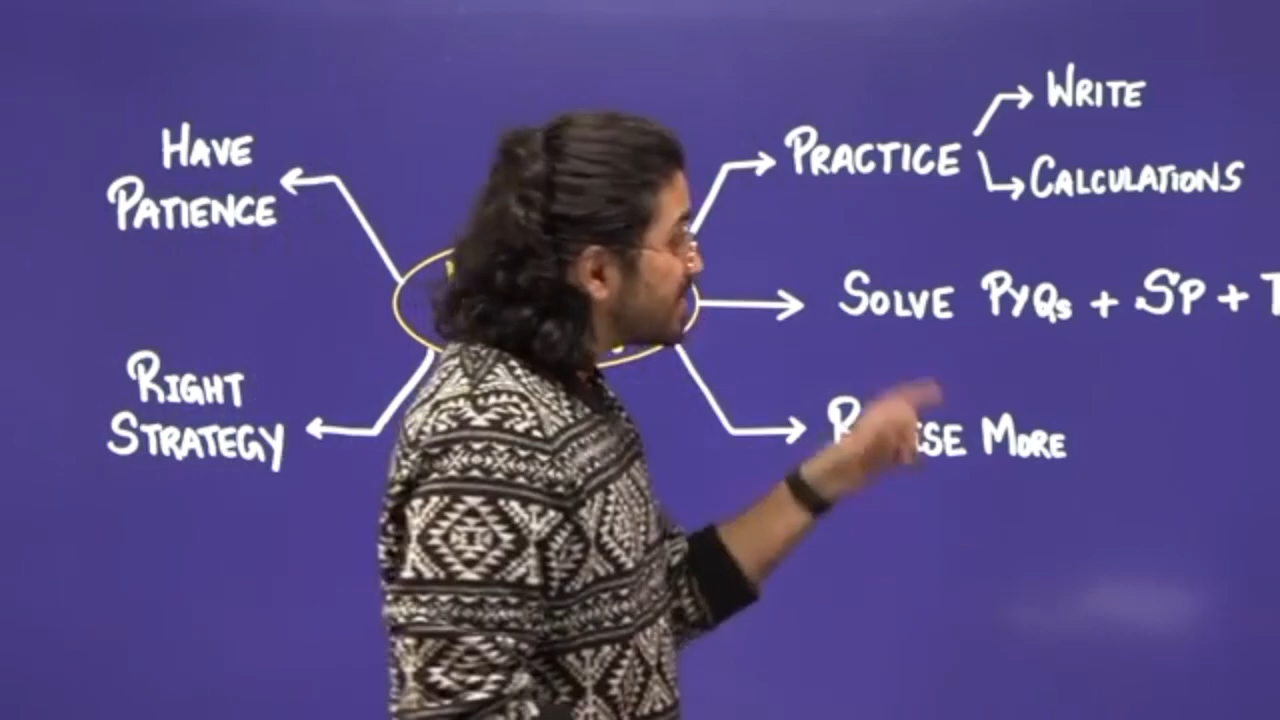 HAVE
PATIENCE
RIGHT
STRATEGY
PRACTICE
WRITE
CALCULATIONS
SOLVE PYQs + SP +
MORE